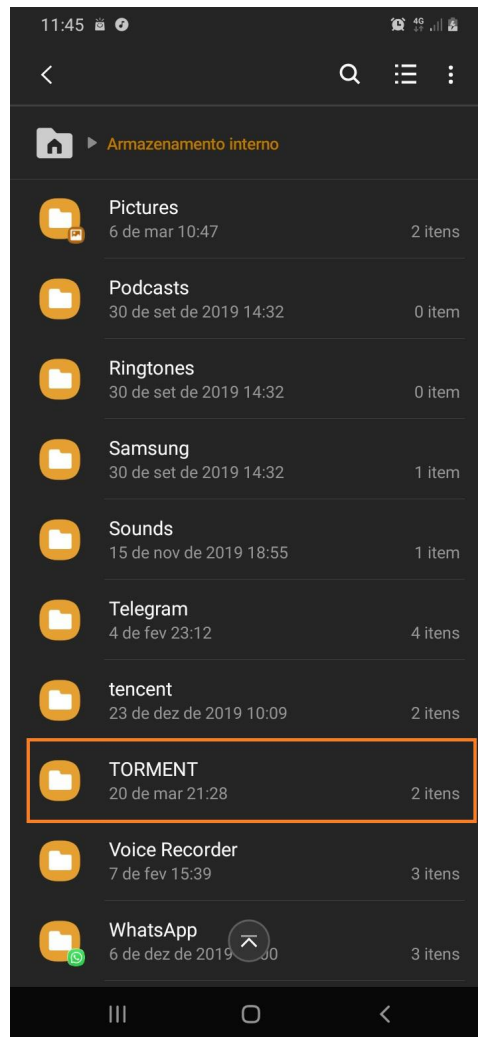 11:45
4G
Armazenamento interno
Pictures
6 de mar 10:47
2 itens
Podcasts
30 de set de 2019 14:32
0 item
Ringtones
30 de set de 2019 14:32
0 item
Samsung
30 de set de 2019 14:32
1 item
Sounds
15 de nov de 2019 18:55
1 item
Telegram
4 de fev 23:12
4 itens
tencent
23 de dez de 2019 10:09
2 itens
TORMENT
20 de mar 21:28
2 itens
Voice Recorder
7 de fev 15:39
3 itens
WhatsApp
6 de dez de 2019
3 itens